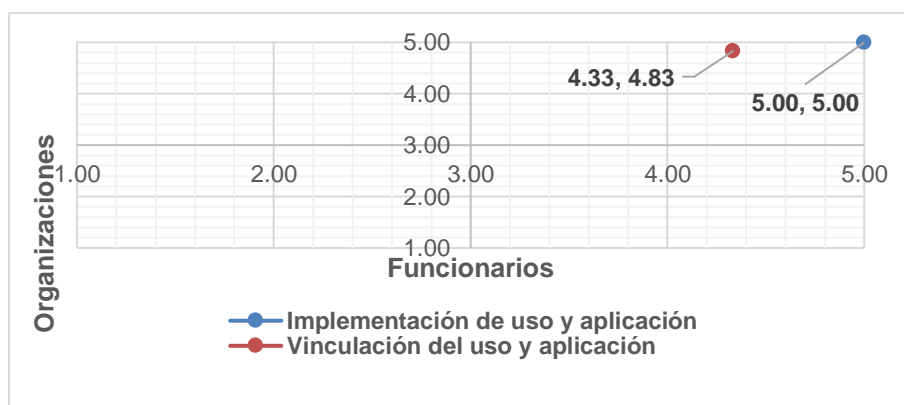 5.00
4.33, 4.83
4.00
5.00, 5.00
3.00
1.00 2.00 3.00 4.00 5.00
2.00
1.00
Organizaciones
Funcionarios
Implementación de uso y aplicación
Vinculación del uso y aplicación